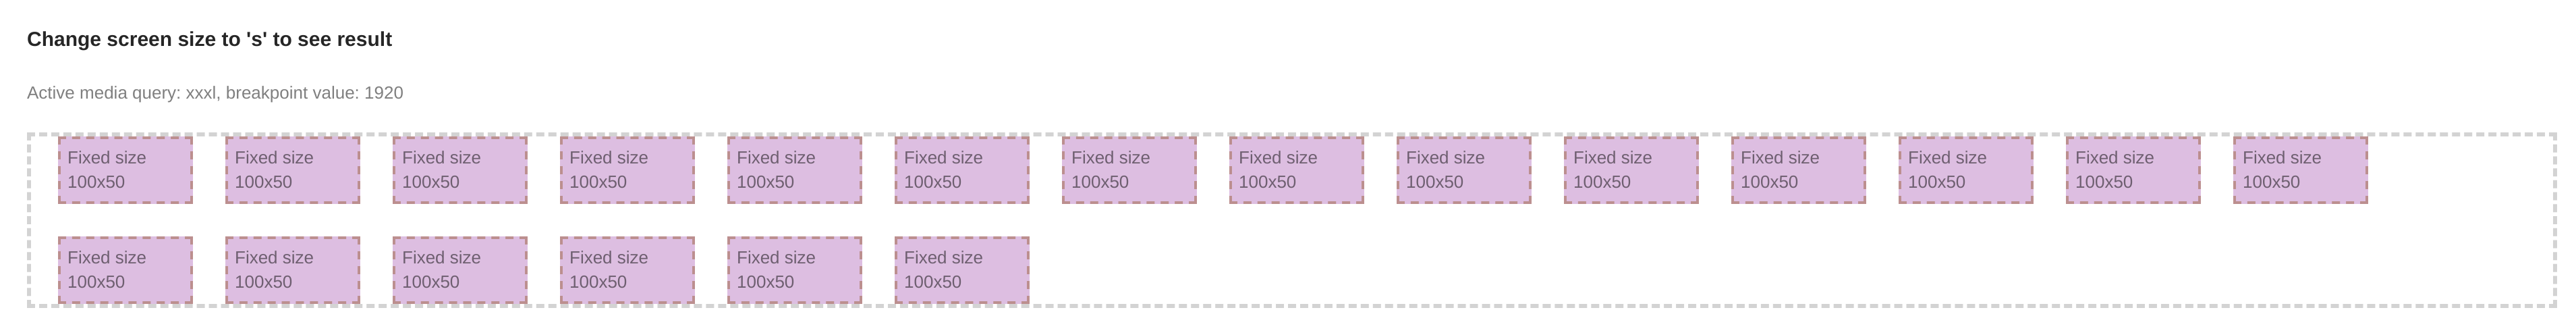 Change screen size to 's' to see result
Active media query: xxxl, breakpoint value: 1920
Fixed size Fixed size Fixed size Fixed size Fixed size Fixed size Fixed size Fixed size Fixed size Fixed size Fixed size Fixed size Fixed size Fixed size
100x50 100x50 100x50 100x50 100x50 100x50 100x50 100x50 100x50 100x50 100x50 100x50 100x50 100x50
Fixed size Fixed size Fixed size Fixed size Fixed size Fixed size
100x50 100x50 100x50 100x50 100x50 100x50